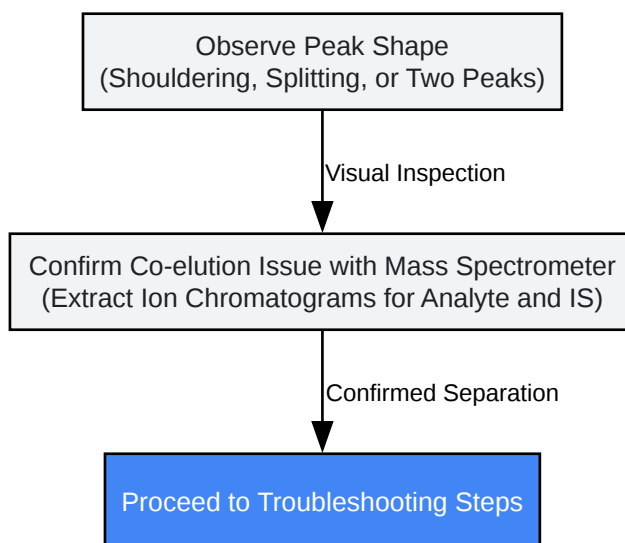 Observe Peak Shape
(Shouldering, Splitting, or Two Peaks)
Visual Inspection
Confirm Co-elution Issue with Mass Spectrometer
(Extract Ion Chromatograms for Analyte and IS)
Confirmed Separation
Proceed to Troubleshooting Steps